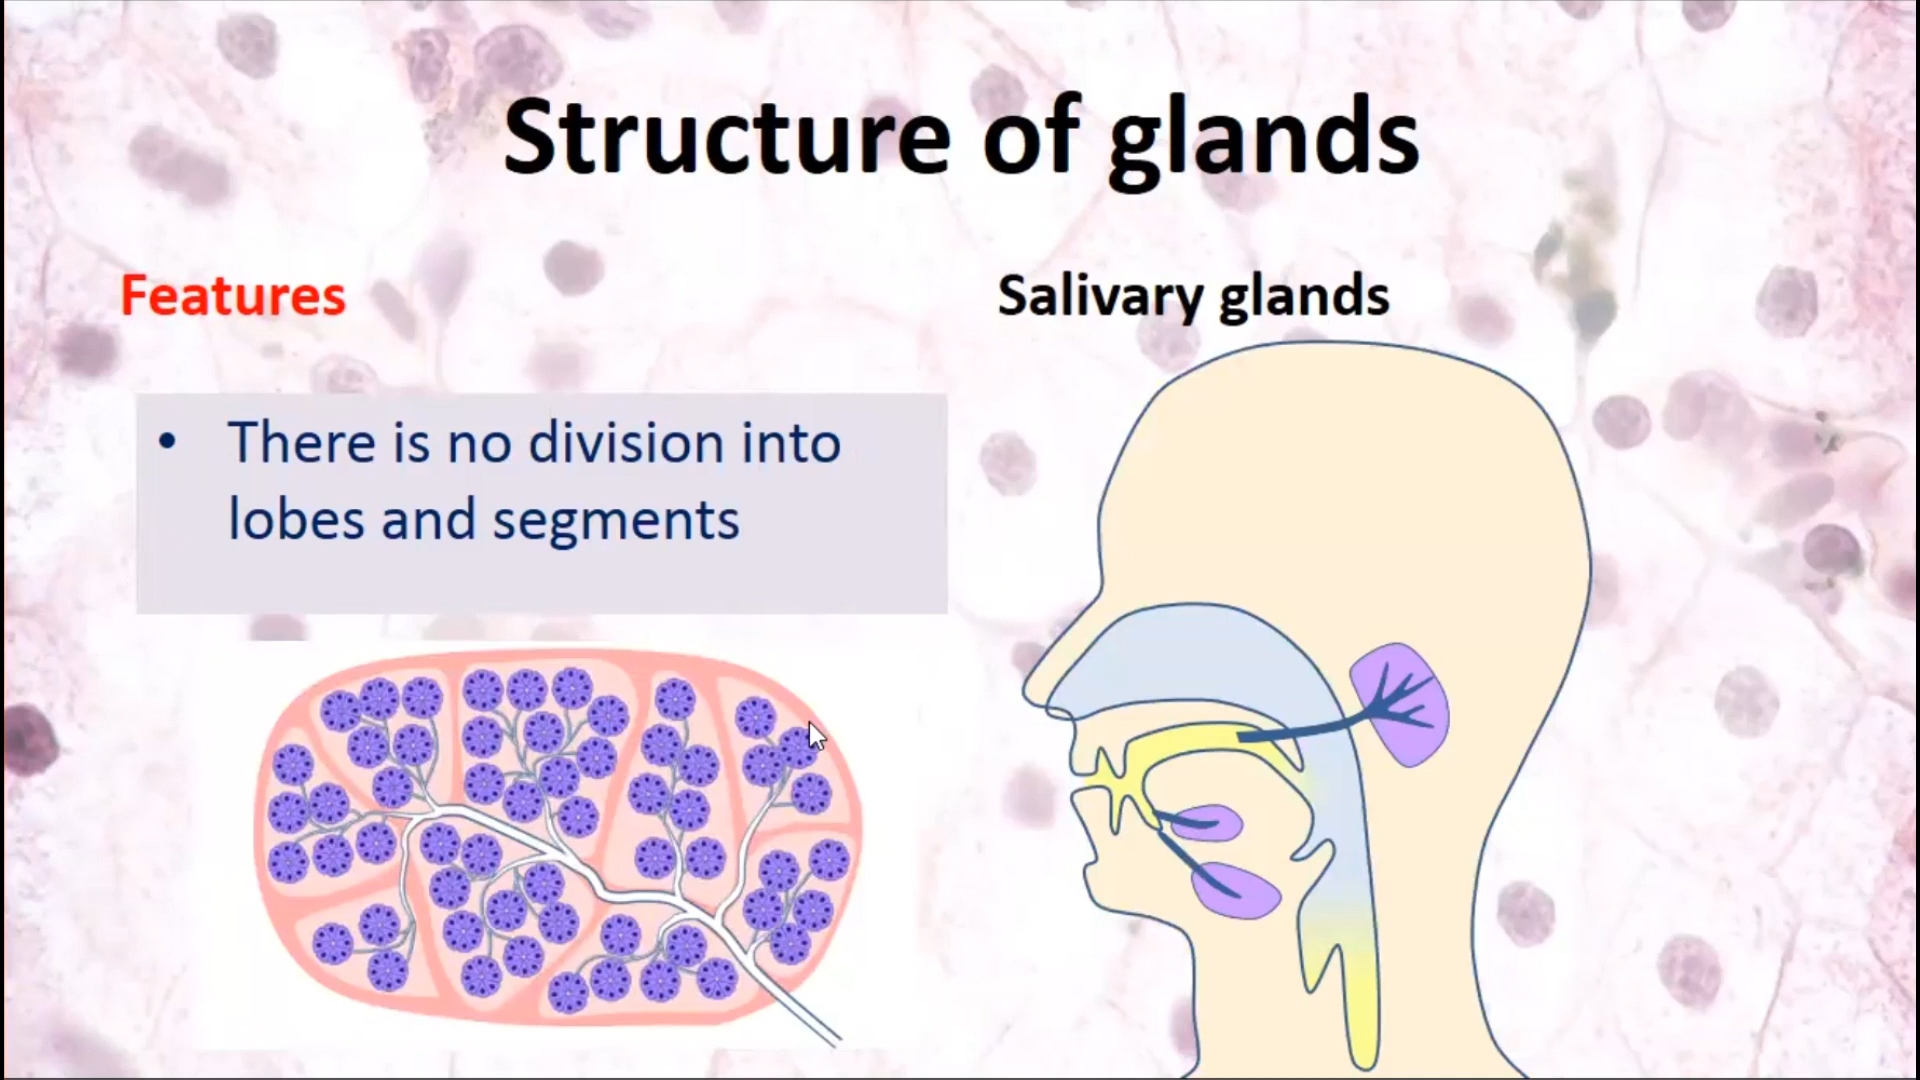 Structure of glands
Features
Salivary glands
• There is no division into
lobes and segments